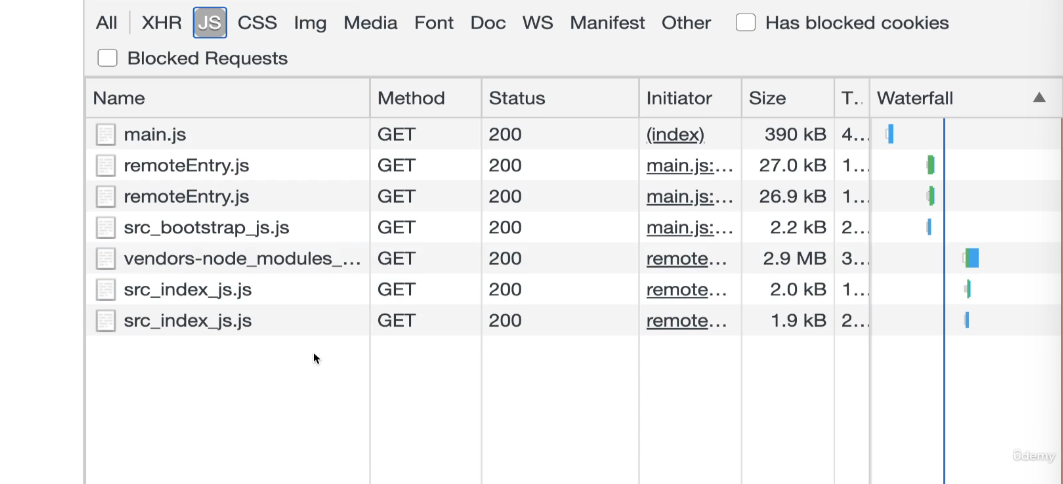 All XHR JS CSS Img Media Font Doc WS Manifest Other Has blocked cookies
Blocked Requests
Name Method Status Initiator Size T.. Waterfall
main.js GET 200 (index) 390 kB 4...
remoteEntry.js GET 200 main.js:... 27.0 kB 1...
remoteEntry.js GET 200 main.js:... 26.9 kB 1...
src_bootstrap_js.js GET 200 main.js:... 2.2 kB 2...
vendors-node_modules_... GET 200 remote... 2.9 MB 3...
src_index_js.js GET 200 remote... 2.0 kB 1...
src_index_js.js GET 200 remote... 1.9 kB 2...
ûdemy